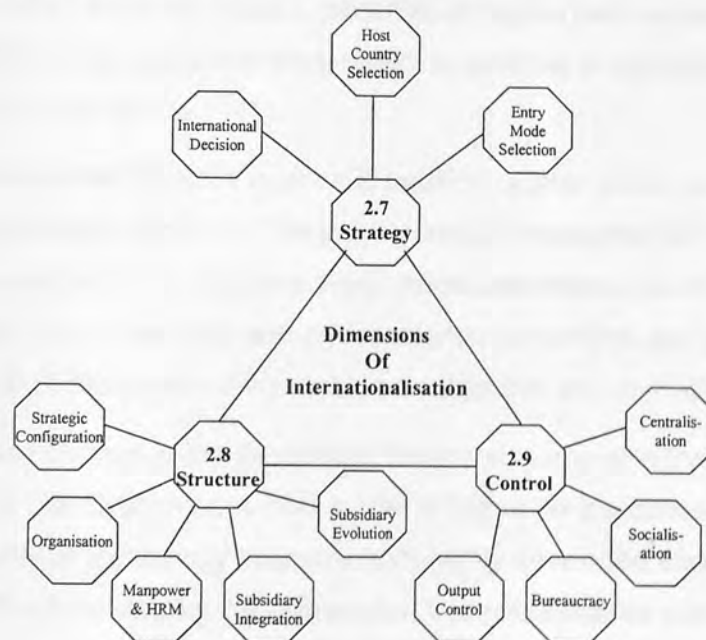 Host
Country
Selection
International
Decision
Entry
Mode
Selection
2.7
Strategy
Dimensions
Of
Internationalisation
Strategic
Configuration
2.8
Structure
2.9
Control
Centralis-
ation
Organisation
Subsidiary
Evolution
Socialis-
ation
Manpower
& HRM
Subsidiary
Integration
Output
Control
Bureaucracy